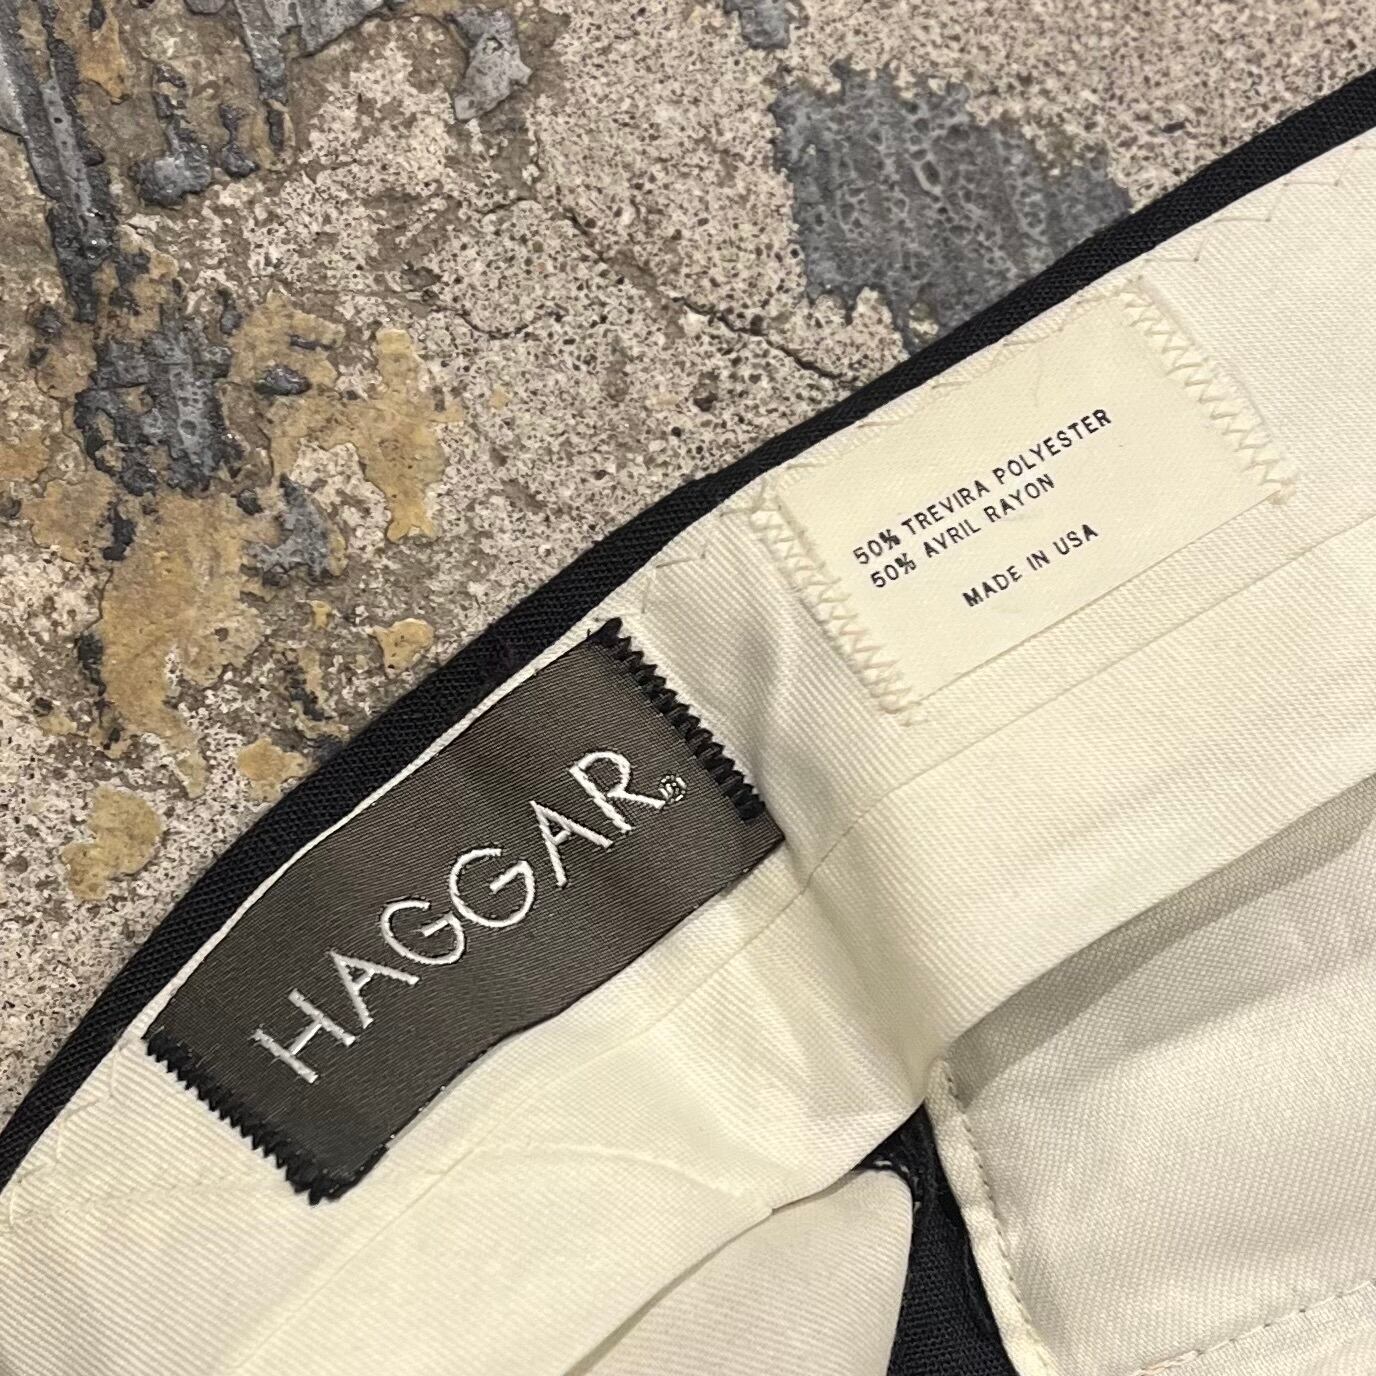 50% TREVIRA POLYESTER
50% AVRIL RAYON
MADE IN USA
HAGGAR®